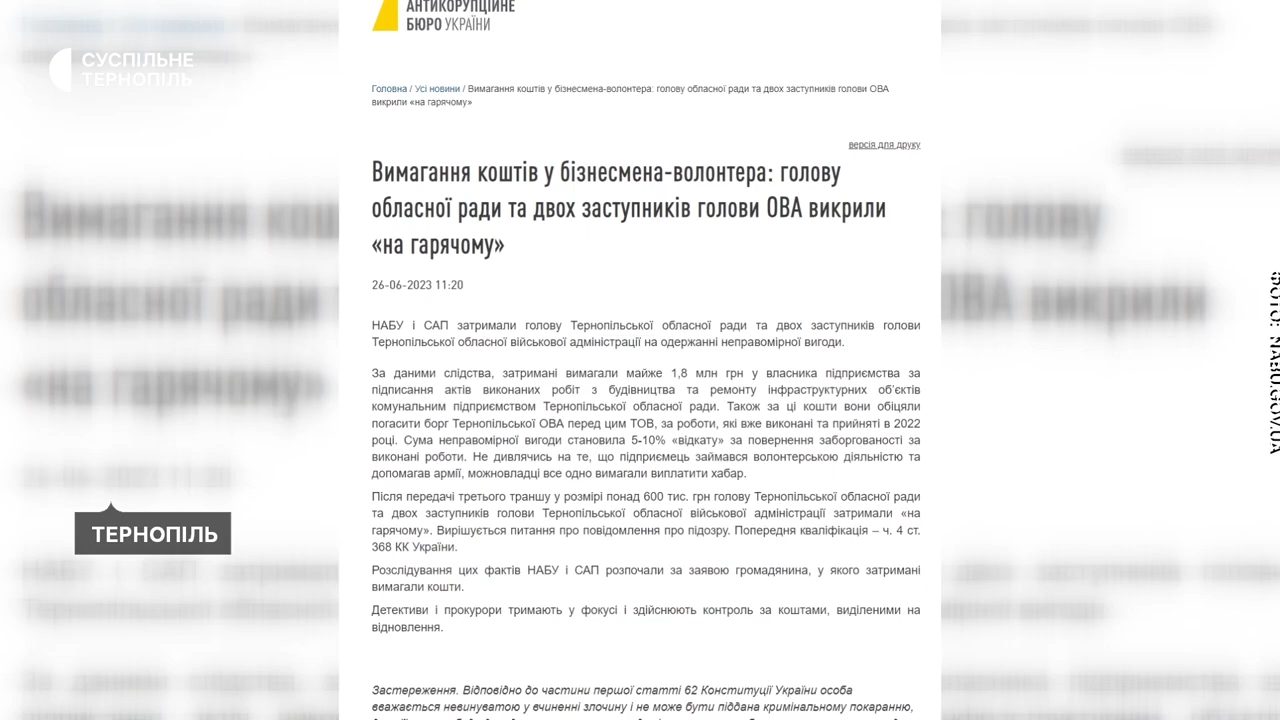 АНТИКОРУПЦІЙНЕ
БЮРО УКРАЇНИ
СУСПІЛЬНЕ
ТЕРНОПІЛЬ
Головна / Усі новини / Вимагання коштів у бізнесмена-волонтера: голову обласної ради та двох заступників голови ОВА
викрили «на гарячому»
версія для друку
Вимагання коштів у бізнесмена-волонтера: голову
обласної ради та двох заступників голови ОВА викрили
«на гарячому»
26-06-2023 11:20
НАБУ і САП затримали голову Тернопільської обласної ради та двох заступників голови
Тернопільської обласної військової адміністрації на одержанні неправомірної вигоди.
За даними слідства, затримані вимагали майже 1,8 млн грн у власника підприємства за
підписання актів виконаних робіт з будівництва та ремонту інфраструктурних об’єктів
комунальним підприємством Тернопільської обласної ради. Також за ці кошти вони обіцяли
погасити борг Тернопільської ОВА перед цим ТОВ, за роботи, які вже виконані та прийняті в 2022
році. Сума неправомірної вигоди становила 5-10% «відкату» за повернення заборгованості за
виконані роботи. Не дивлячись на те, що підприємець займався волонтерською діяльністю та
допомагав армії, можновладці все одно вимагали виплатити хабар.
Після передачі третього траншу у розмірі понад 600 тис. грн голову Тернопільської обласної ради
та двох заступників голови Тернопільської обласної військової адміністрації затримали «на
гарячому». Вирішується питання про повідомлення про підозру. Попередня кваліфікація – ч. 4 ст.
368 КК України.
Розслідування цих фактів НАБУ і САП розпочали за заявою громадянина, у якого затримані
вимагали кошти.
Детективи і прокурори тримають у фокусі і здійснюють контроль за коштами, виділеними на
відновлення.
Застереження. Відповідно до частини першої статті 62 Конституції України особа
вважається невинуватою у вчиненні злочину і не може бути піддана кримінальному покаранню,
ТЕРНОПІЛЬ
ФОТО: NABU.GOV.UA